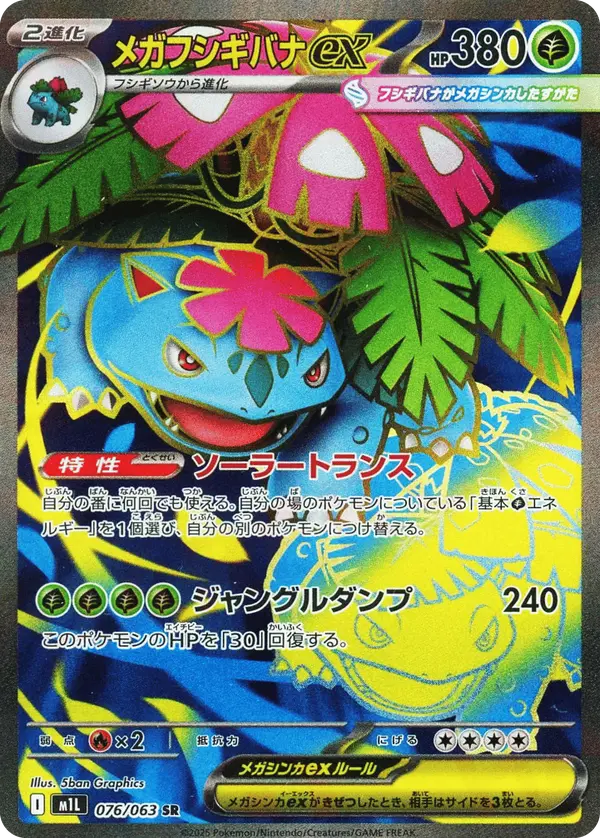 2進化
メガフシギバナex HP380
フシギソウから進化
フシギバナがメガシンカしたすがた
特性 とくせい ソーラートランス
自分の番に何回でも使える。自分の場のポケモンについている「基本エネ
ルギー」を1個選び、自分の別のポケモンにつけ替える。
ジャングルダンプ 240
このポケモンのHPを「30」回復する。
弱点 ×2 抵抗力 にげる
メガシンカexルール
メガシンカexがきぜつしたとき、相手はサイドを3枚とる。
Illus. 5ban Graphics
I M1L 076/063 SR
©2025 Pokémon/Nintendo/Creatures/GAME FREAK